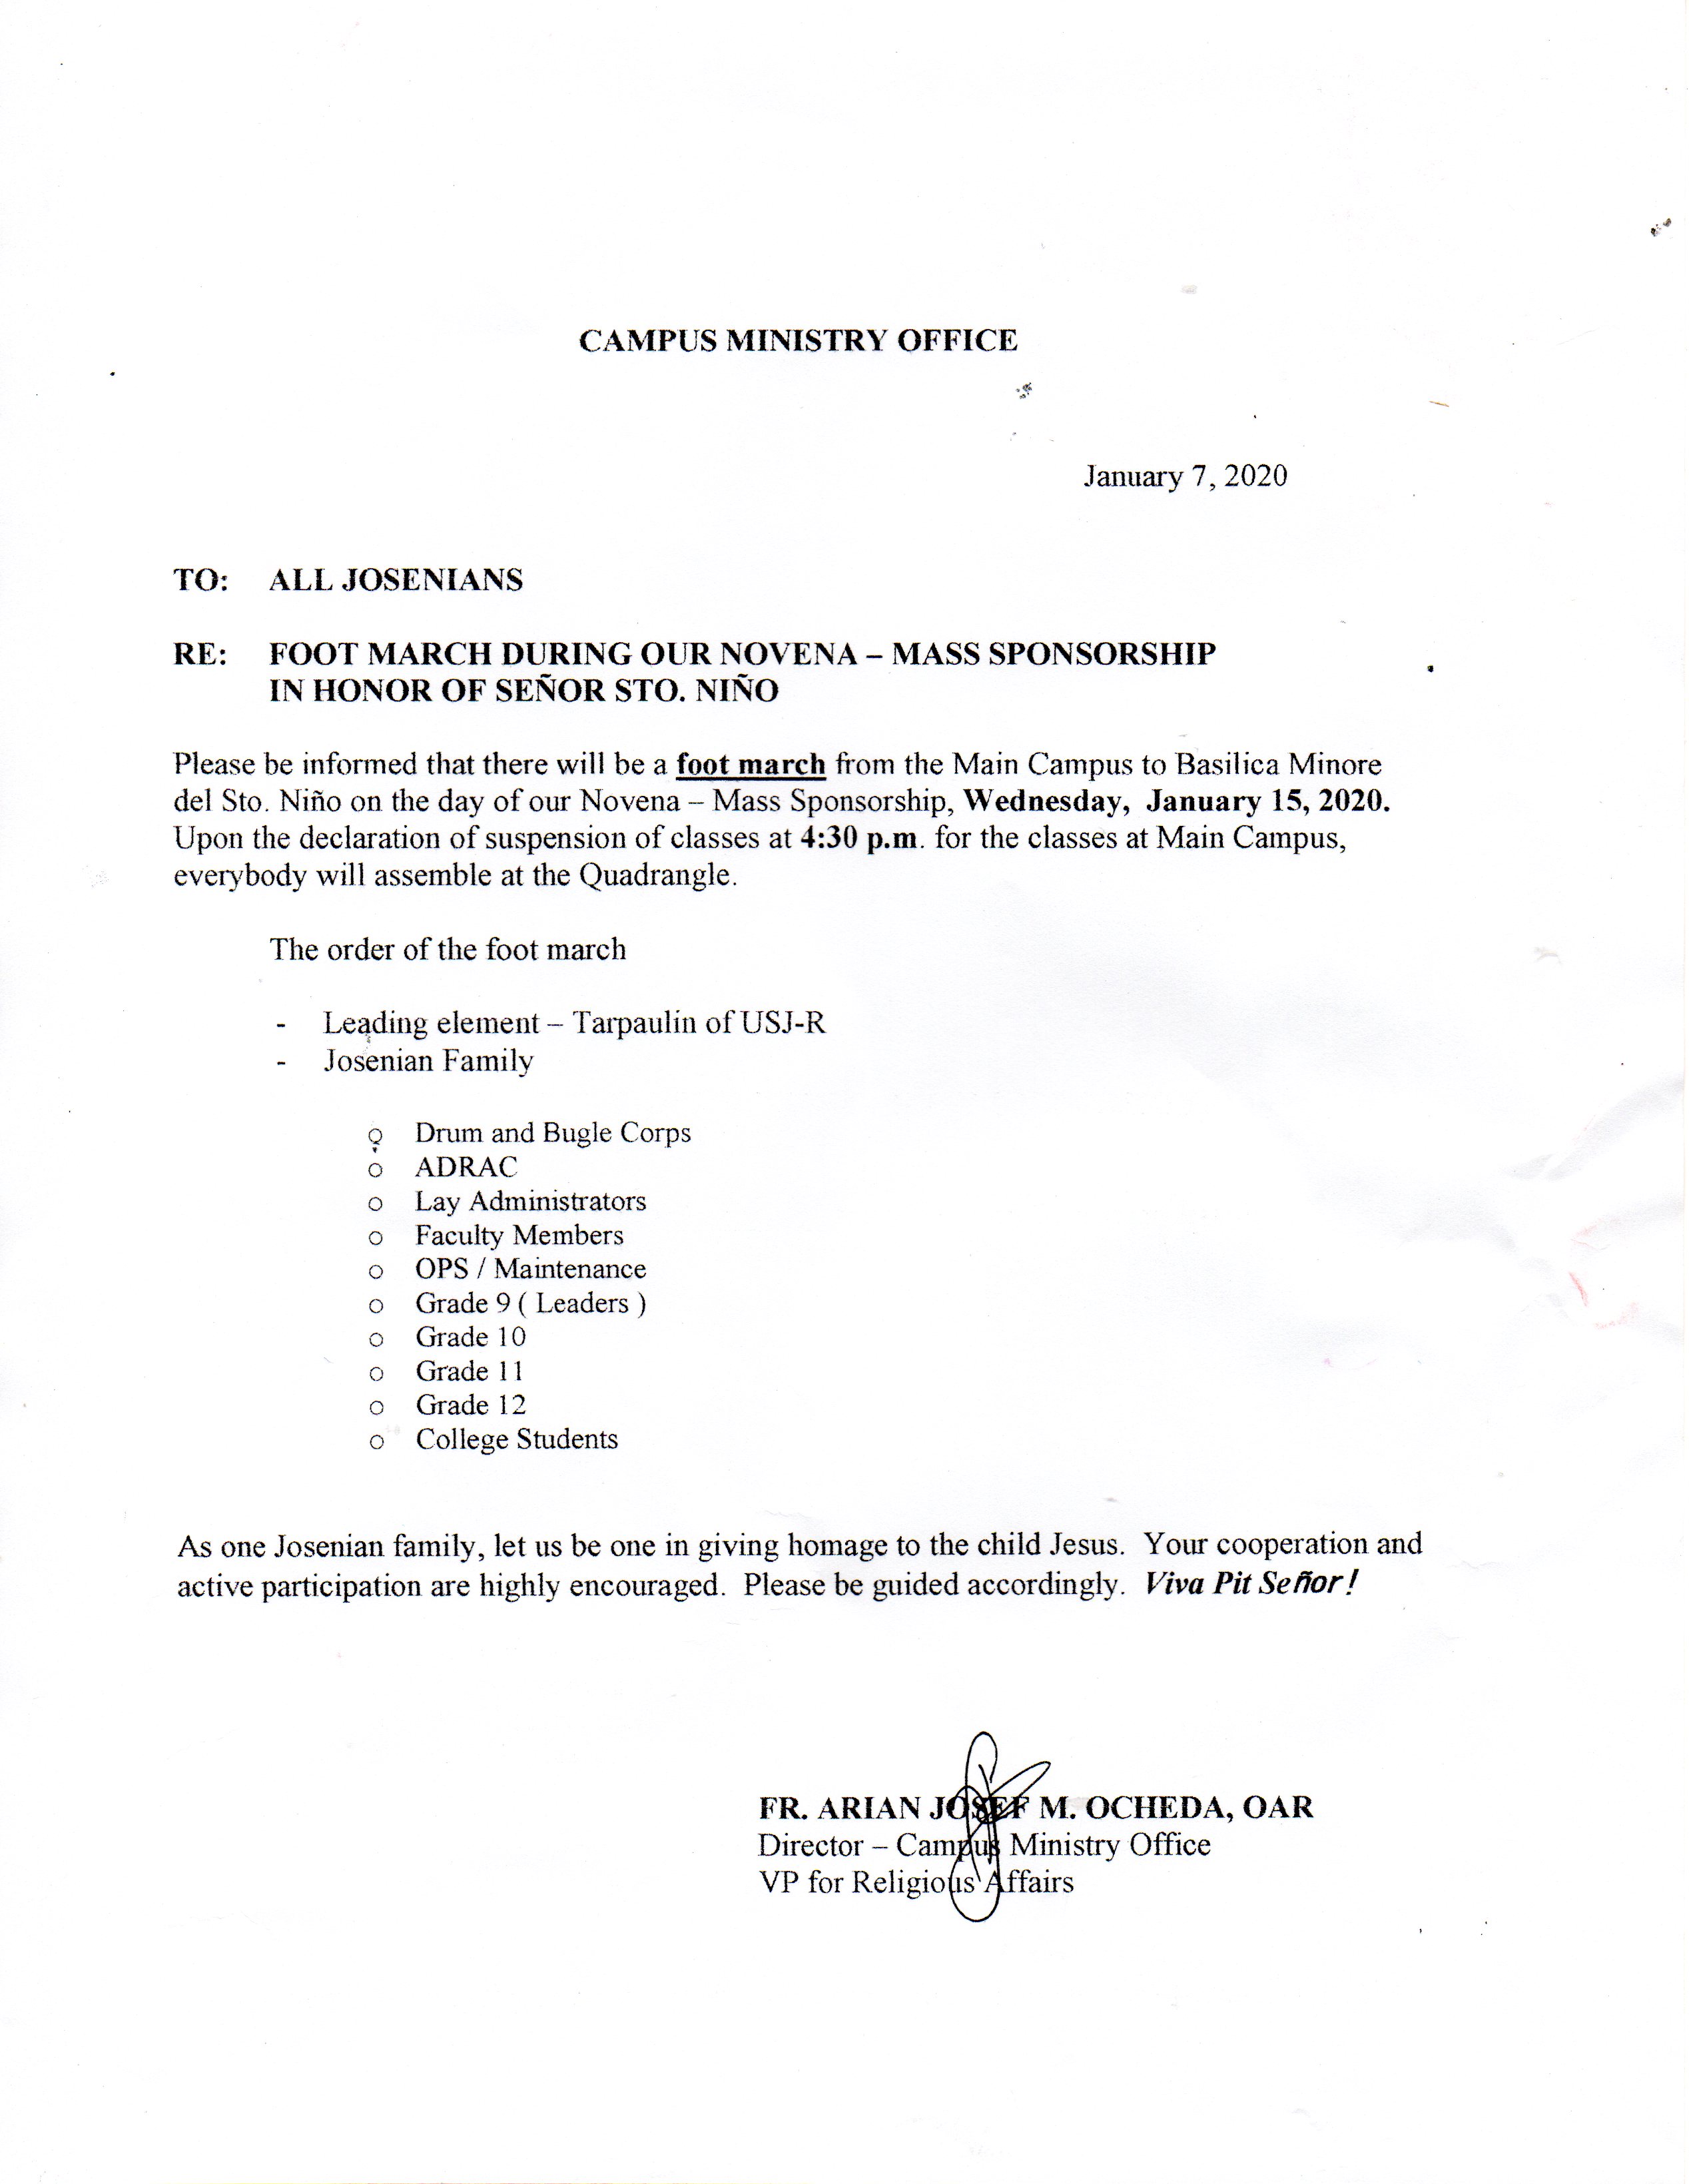 CAMPUS MINISTRY OFFICE
January 7, 2020
TO: ALL JOSENIANS
RE: FOOT MARCH DURING OUR NOVENA – MASS SPONSORSHIP
IN HONOR OF SEÑOR STO. NIÑO
Please be informed that there will be a foot march from the Main Campus to Basilica Minore
del Sto. Niño on the day of our Novena – Mass Sponsorship, Wednesday, January 15, 2020.
Upon the declaration of suspension of classes at 4:30 p.m. for the classes at Main Campus,
everybody will assemble at the Quadrangle.
The order of the foot march
- Leading element – Tarpaulin of USJ-R
- Josenian Family
o Drum and Bugle Corps
o ADRAC
o Lay Administrators
o Faculty Members
o OPS / Maintenance
o Grade 9 ( Leaders )
o Grade 10
o Grade 11
o Grade 12
o College Students
As one Josenian family, let us be one in giving homage to the child Jesus. Your cooperation and
active participation are highly encouraged. Please be guided accordingly. Viva Pit Señor!
FR. ARIAN JOSEF M. OCHEDA, OAR
Director – Campus Ministry Office
VP for Religious Affairs